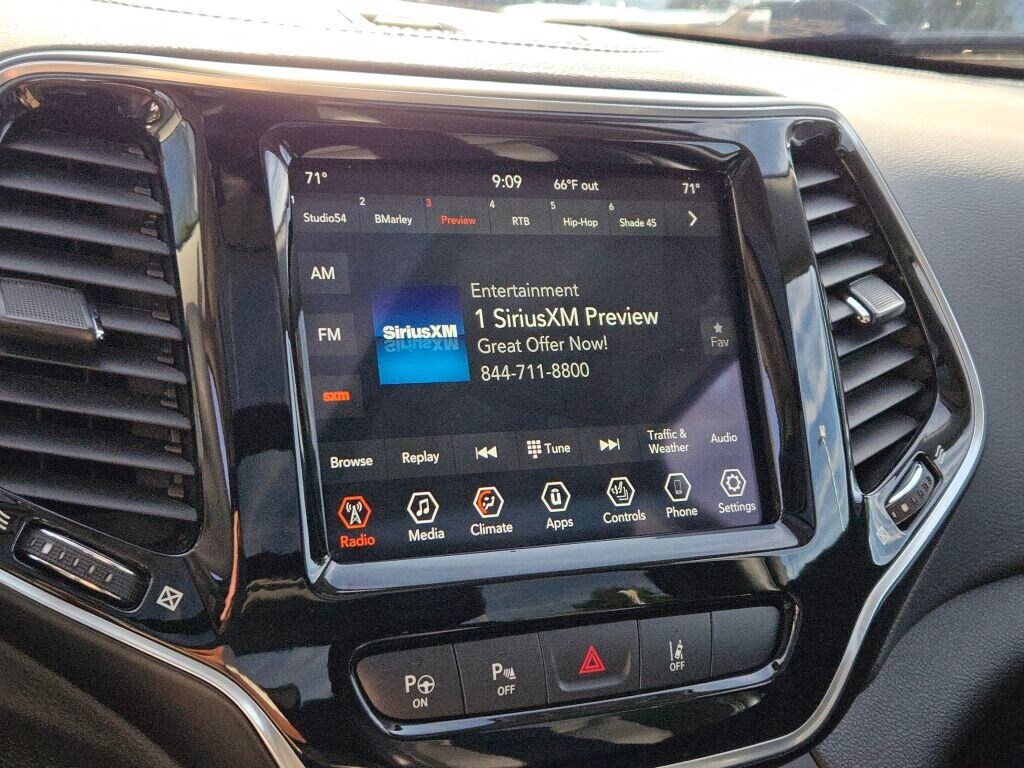 71° 9:09 66°F out 71°
1 Studio54 2 BMarley 3 Preview 4 RTB 5 Hip-Hop 6 Shade 45
AM
FM
sxm
SiriusXM
Entertainment
1 SiriusXM Preview
Great Offer Now!
844-711-8800
Fav
Browse Replay Tune Traffic & Weather Audio
Radio Media Climate Apps Controls Phone Settings
P ON
P OFF
OFF